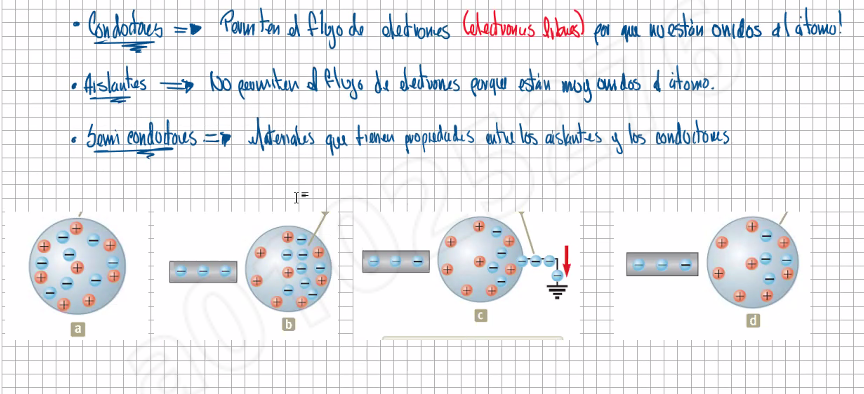 • Conductores => Permiten el flujo de electrones (electrones libres) por que no están unidos al átomo!
• Aislantes => No permiten el flujo de electrones porque están muy unidos al átomo.
• Semi conductores => Materiales que tienen propiedades entre los aislantes y los conductores
a b c d